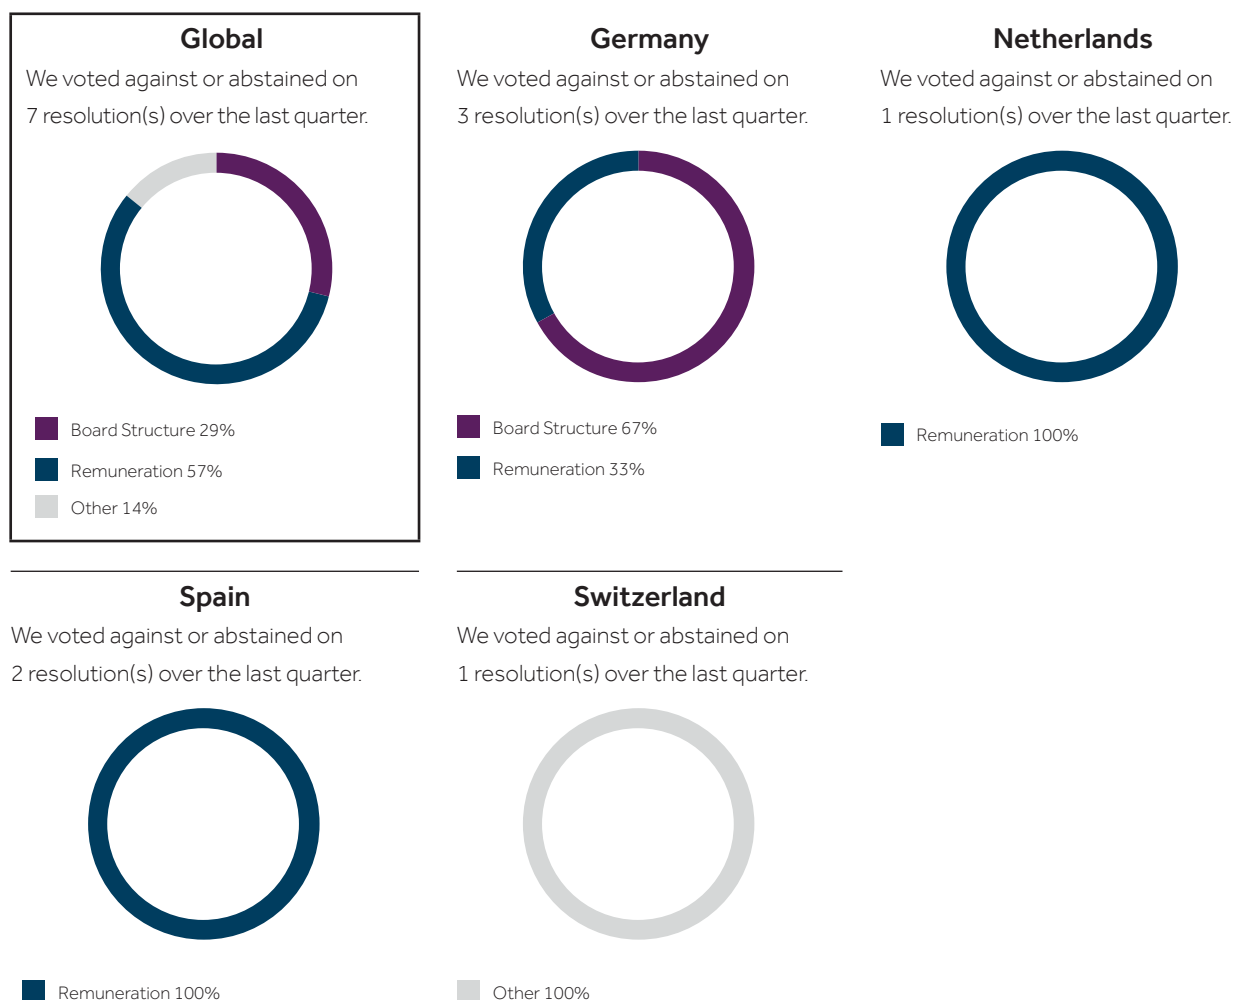 Global
We voted against or abstained on
7 resolution(s) over the last quarter.
Board Structure 29%
Remuneration 57%
Other 14%
Germany
We voted against or abstained on
3 resolution(s) over the last quarter.
Board Structure 67%
Remuneration 33%
Netherlands
We voted against or abstained on
1 resolution(s) over the last quarter.
Remuneration 100%
Spain
We voted against or abstained on
2 resolution(s) over the last quarter.
Remuneration 100%
Switzerland
We voted against or abstained on
1 resolution(s) over the last quarter.
Other 100%